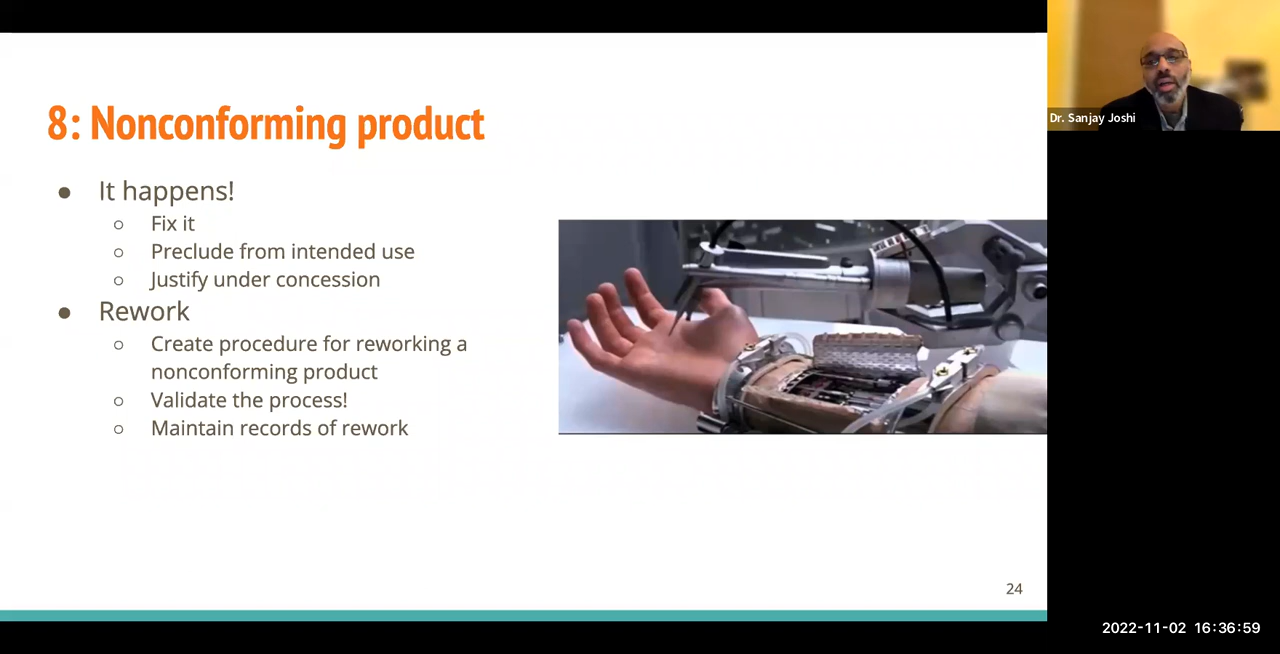 8: Nonconforming product
● It happens!
○ Fix it
○ Preclude from intended use
○ Justify under concession
● Rework
○ Create procedure for reworking a
nonconforming product
○ Validate the process!
○ Maintain records of rework
24
Dr. Sanjay Joshi
2022-11-02 16:36:59